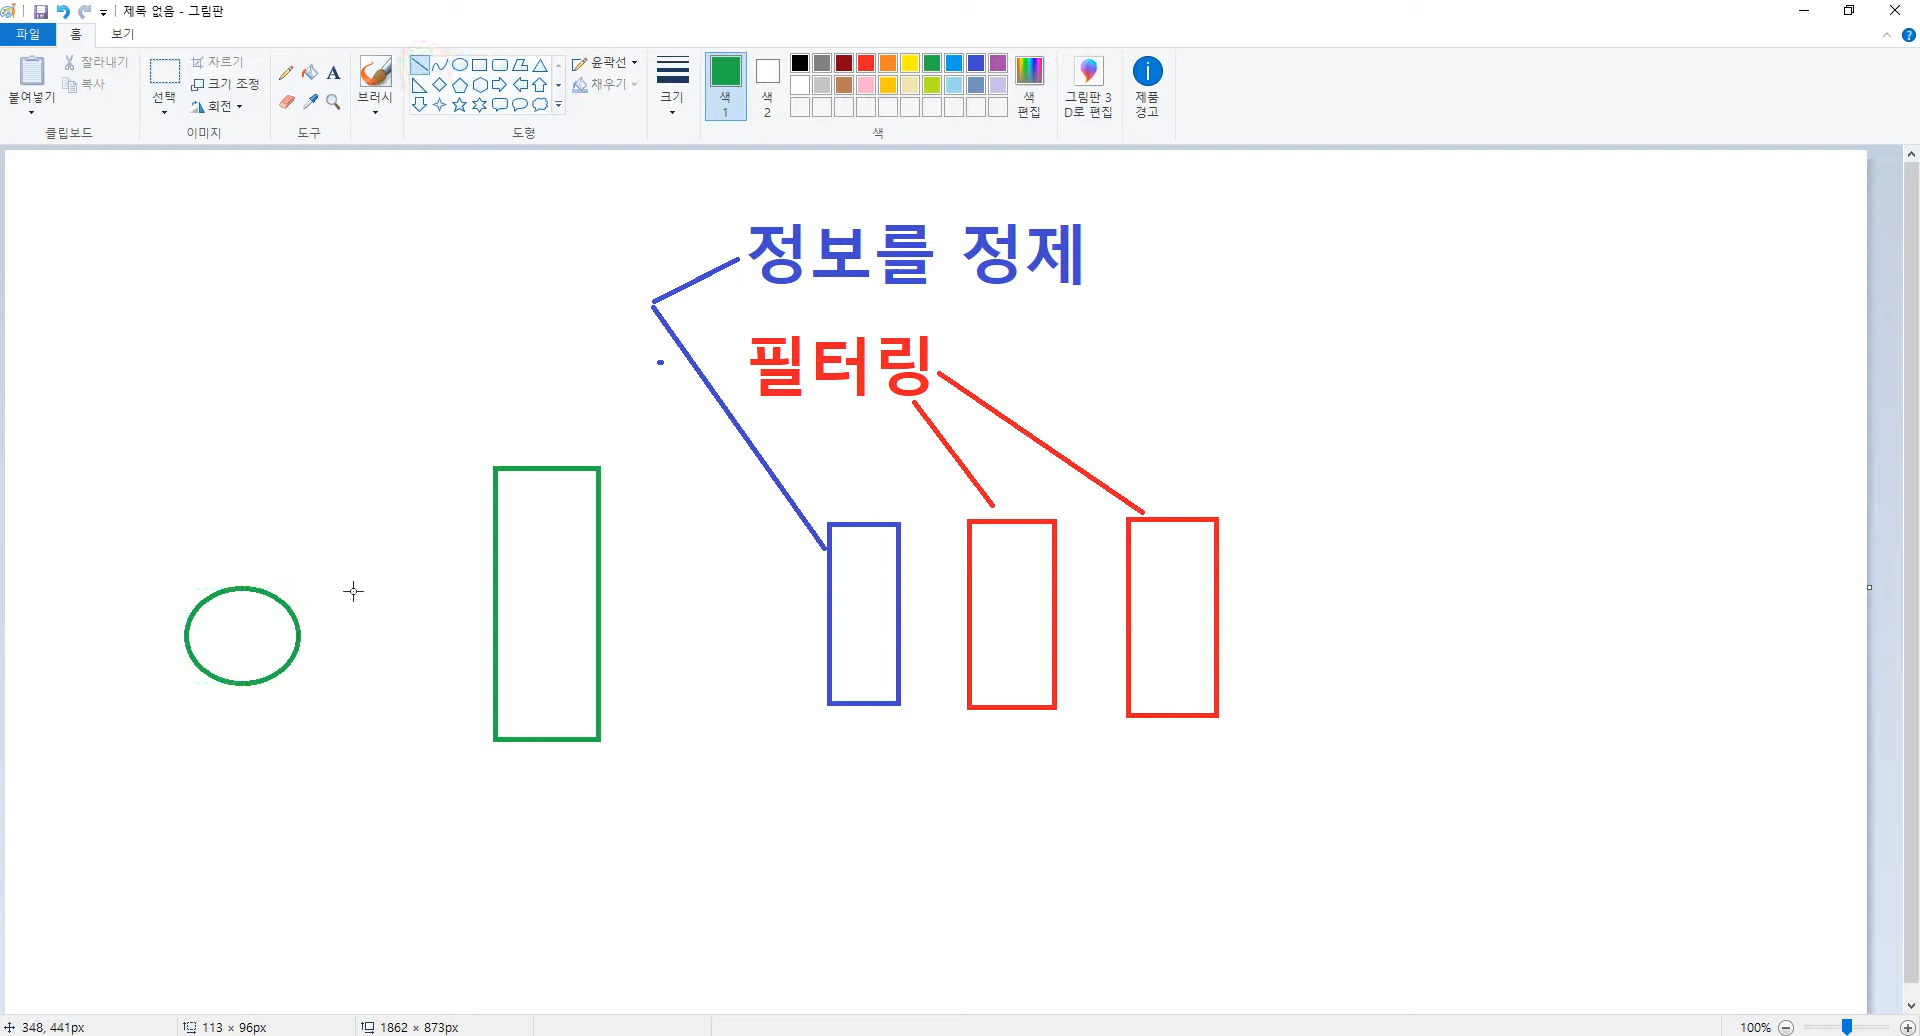 제목 없음 - 그림판
파일 홈 보기
붙여넣기
잘라내기
복사
클립보드
선택
자르기
크기 조정
회전
이미지
A
도구
브러시
윤곽선
채우기
도형
크기
색
1
색
2
색
편집
색
그림판 3
D로 편집
제품
경고
정보를 정제
필터링
348, 441px
113 × 96px
1862 × 873px
100%